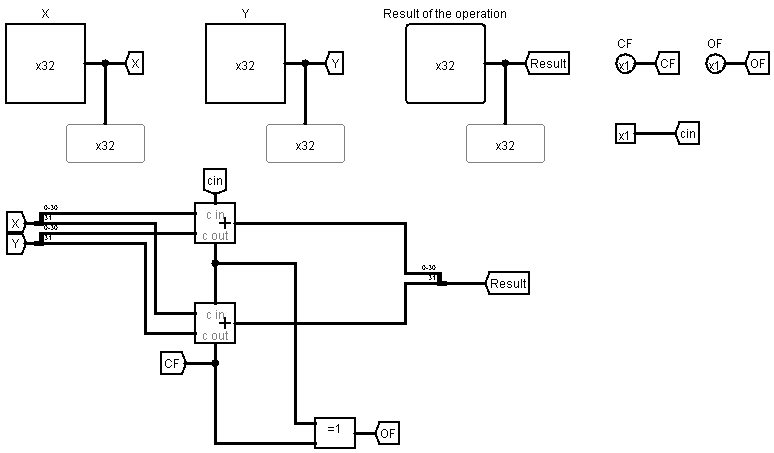 X
Y
Result of the operation
CF
OF
x32
X
x32
Y
x32
Result
x1
CF
x1
OF
x32
x32
x32
x1
cin
cin
0-30
31
0-30
31
X
Y
c in
+
c out
0-30
31
Result
c in
+
c out
CF
=1
OF